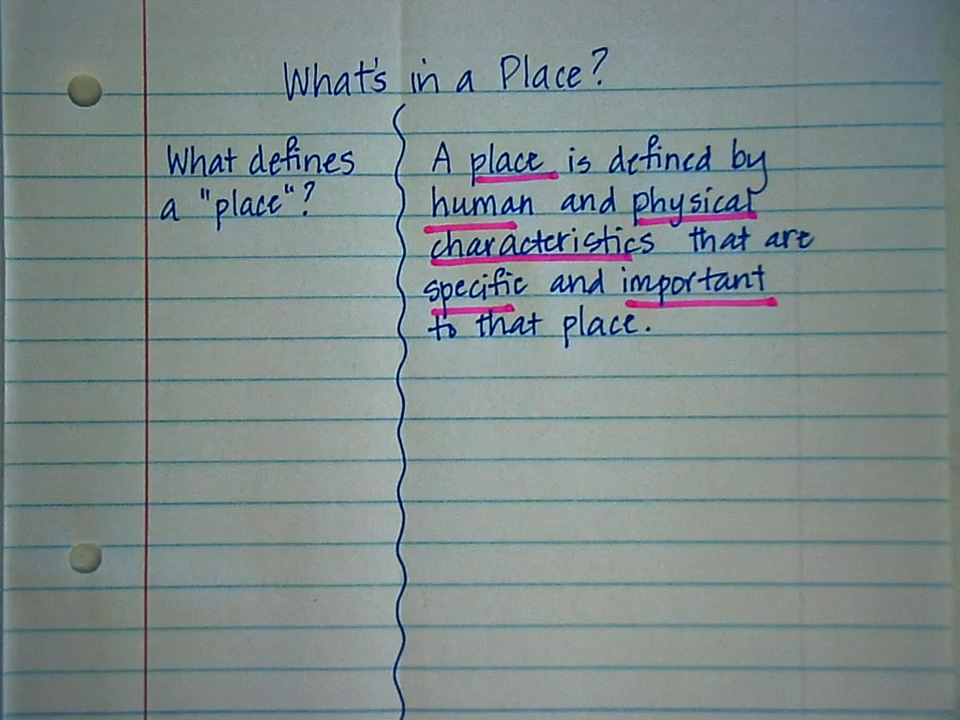 What's in a Place?
What defines
a "place"?
A place is defined by
human and physical
characteristics that are
specific and important
to that place.